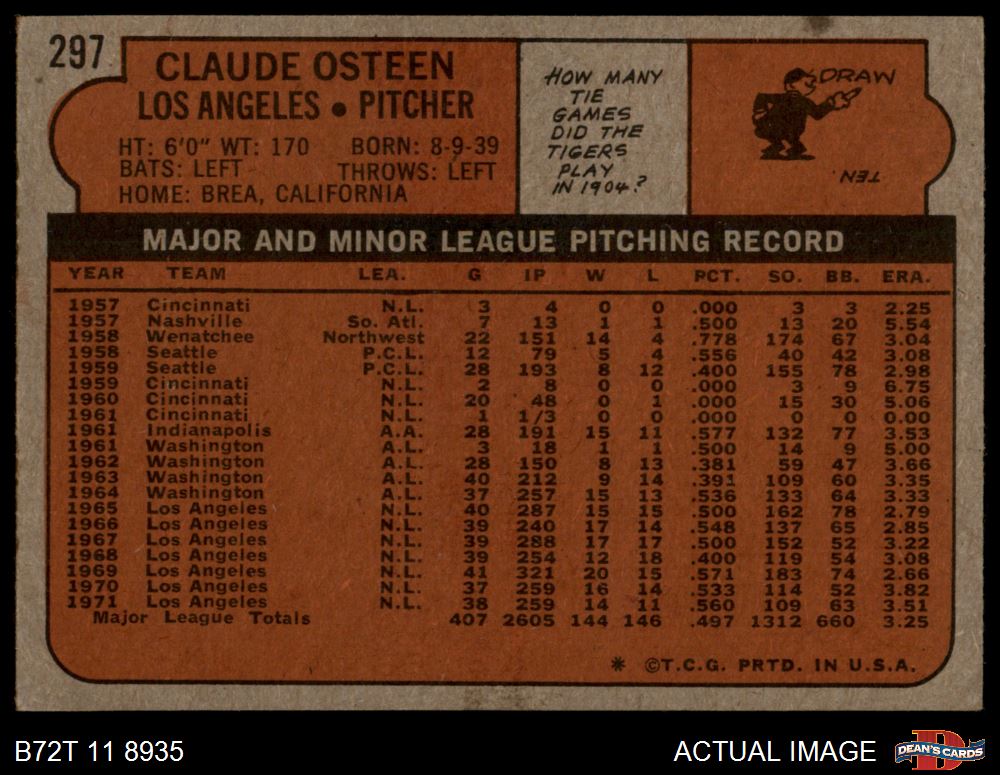 297
CLAUDE OSTEEN
LOS ANGELES • PITCHER
HT: 6'0" WT: 170 BORN: 8-9-39
BATS: LEFT THROWS: LEFT
HOME: BREA, CALIFORNIA
HOW MANY
TIE
GAMES
DID THE
TIGERS
PLAY
IN 1904?
DRAW
TEN
MAJOR AND MINOR LEAGUE PITCHING RECORD
YEAR TEAM LEA. G IP W L PCT. SO. BB. ERA.
1957 Cincinnati N.L. 3 4 0 0 .000 3 3 2.25
1957 Nashville So. Atl. 7 13 1 1 .500 13 20 5.54
1958 Wenatchee Northwest 22 151 14 4 .778 174 67 3.04
1958 Seattle P.C.L. 12 79 5 4 .556 40 42 3.08
1959 Seattle P.C.L. 28 193 8 12 .400 155 78 2.98
1959 Cincinnati N.L. 2 8 0 0 .000 3 9 6.75
1960 Cincinnati N.L. 20 48 0 1 .000 15 30 5.06
1961 Cincinnati N.L. 1 1/3 0 0 .000 0 0 0.00
1961 Indianapolis A.A. 28 191 15 11 .577 132 77 3.53
1961 Washington A.L. 3 18 1 1 .500 14 9 5.00
1962 Washington A.L. 28 150 8 13 .381 59 47 3.66
1963 Washington A.L. 40 212 9 14 .391 109 60 3.35
1964 Washington A.L. 37 257 15 13 .536 133 64 3.33
1965 Los Angeles N.L. 40 287 15 15 .500 162 78 2.79
1966 Los Angeles N.L. 39 240 17 14 .548 137 65 2.85
1967 Los Angeles N.L. 39 288 17 17 .500 152 52 3.22
1968 Los Angeles N.L. 39 254 12 18 .400 119 54 3.08
1969 Los Angeles N.L. 41 321 20 15 .571 183 74 2.66
1970 Los Angeles N.L. 37 259 16 14 .533 114 52 3.82
1971 Los Angeles N.L. 38 259 14 11 .560 109 63 3.51
Major League Totals 407 2605 144 146 .497 1312 660 3.25
* ©T.C.G. PRTD. IN U.S.A.
B72T 11 8935
ACTUAL IMAGE
DEAN'S CARDS